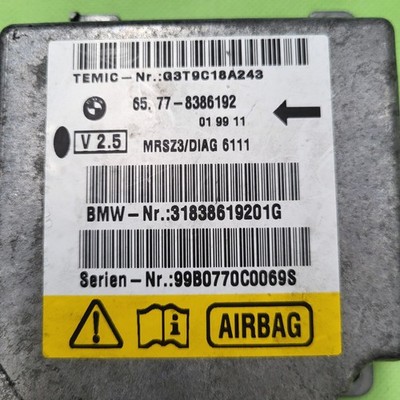 TEMIC-Nr.:G3T9C18A243
65.77-8386192
01 99 11
V 2.5
MRSZ3/DIAG 6111
BMW-Nr.:31838619201G
Serien-Nr.:99B0770C0069S
AIRBAG